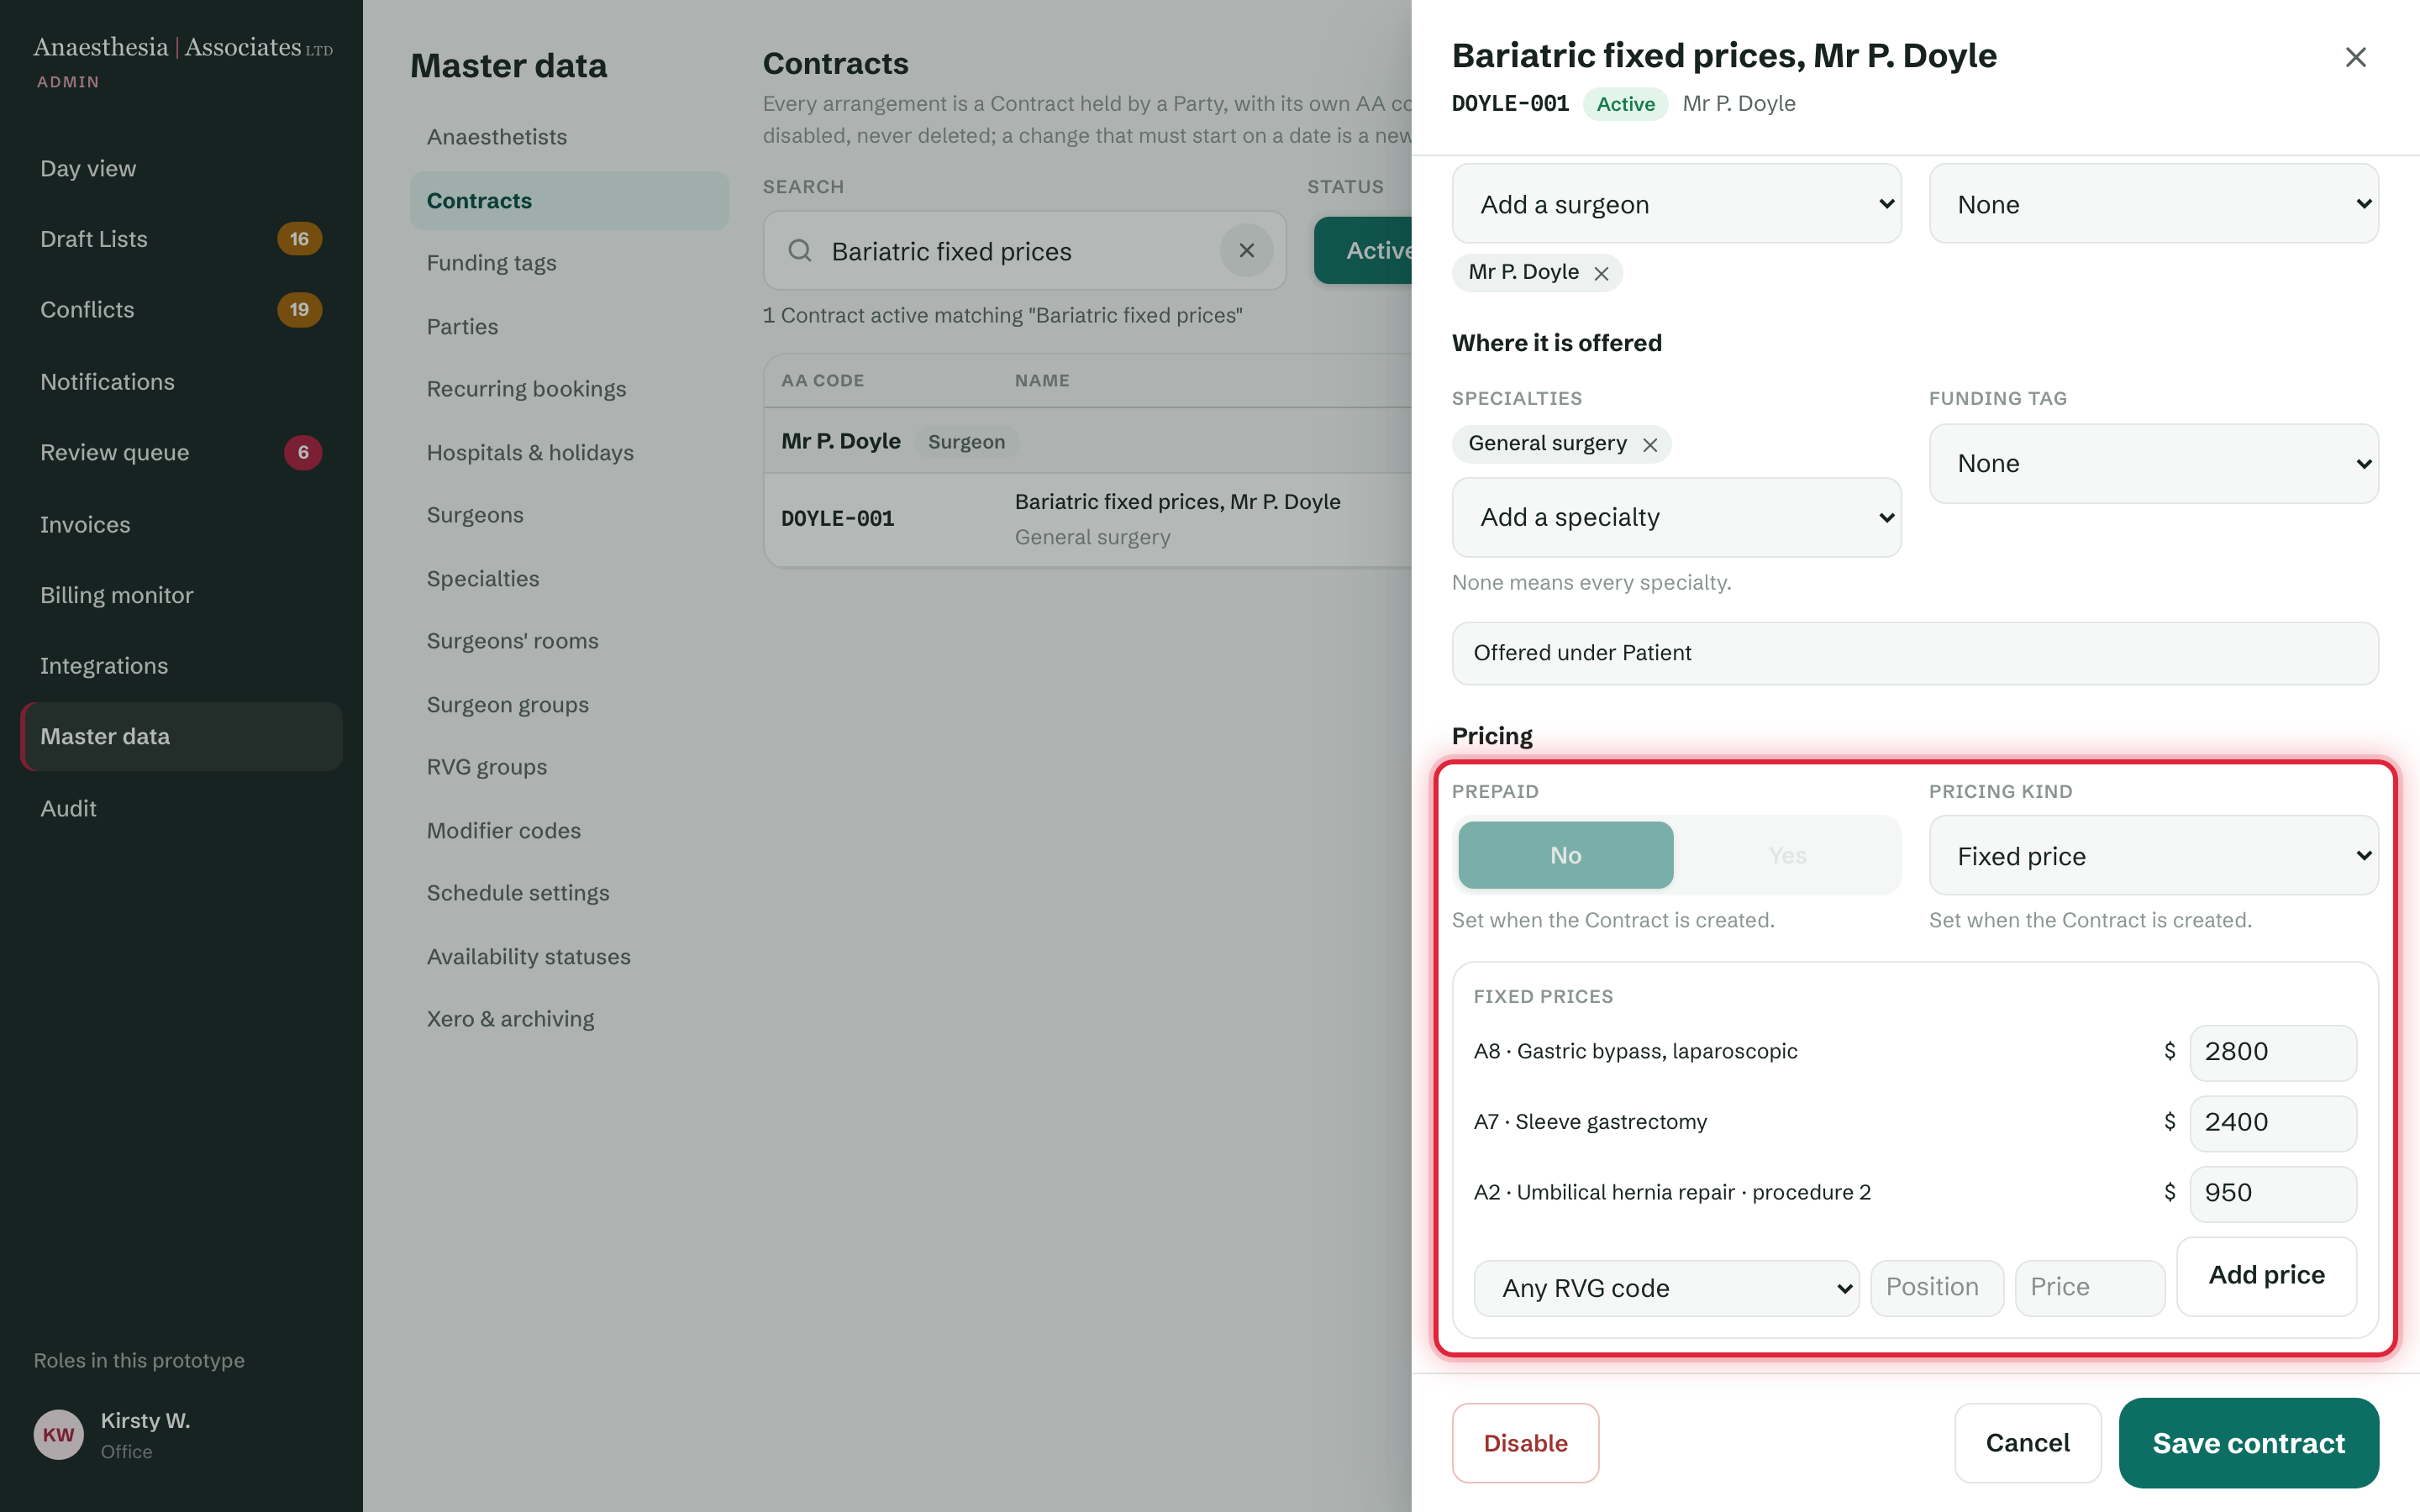 Anaesthesia | Associates LTD
ADMIN
Day view
Draft Lists 16
Conflicts 19
Notifications
Review queue 6
Invoices
Billing monitor
Integrations
Master data
Audit
Roles in this prototype
KW
Kirsty W.
Office
Master data
Anaesthetists
Contracts
Funding tags
Parties
Recurring bookings
Hospitals & holidays
Surgeons
Specialties
Surgeons' rooms
Surgeon groups
RVG groups
Modifier codes
Schedule settings
Availability statuses
Xero & archiving
Contracts
Every arrangement is a Contract held by a Party, with its own AA co
disabled, never deleted; a change that must start on a date is a new
SEARCH STATUS
Bariatric fixed prices Active
1 Contract active matching "Bariatric fixed prices"
AA CODE NAME
Mr P. Doyle Surgeon
DOYLE-001 Bariatric fixed prices, Mr P. Doyle
General surgery
Bariatric fixed prices, Mr P. Doyle
DOYLE-001 Active Mr P. Doyle
Add a surgeon None
Mr P. Doyle
Where it is offered
SPECIALTIES FUNDING TAG
General surgery
None
Add a specialty
None means every specialty.
Offered under Patient
Pricing
PREPAID PRICING KIND
No Yes Fixed price
Set when the Contract is created. Set when the Contract is created.
FIXED PRICES
A8 · Gastric bypass, laparoscopic $ 2800
A7 · Sleeve gastrectomy $ 2400
A2 · Umbilical hernia repair · procedure 2 $ 950
Any RVG code Position Price Add price
Disable Cancel Save contract